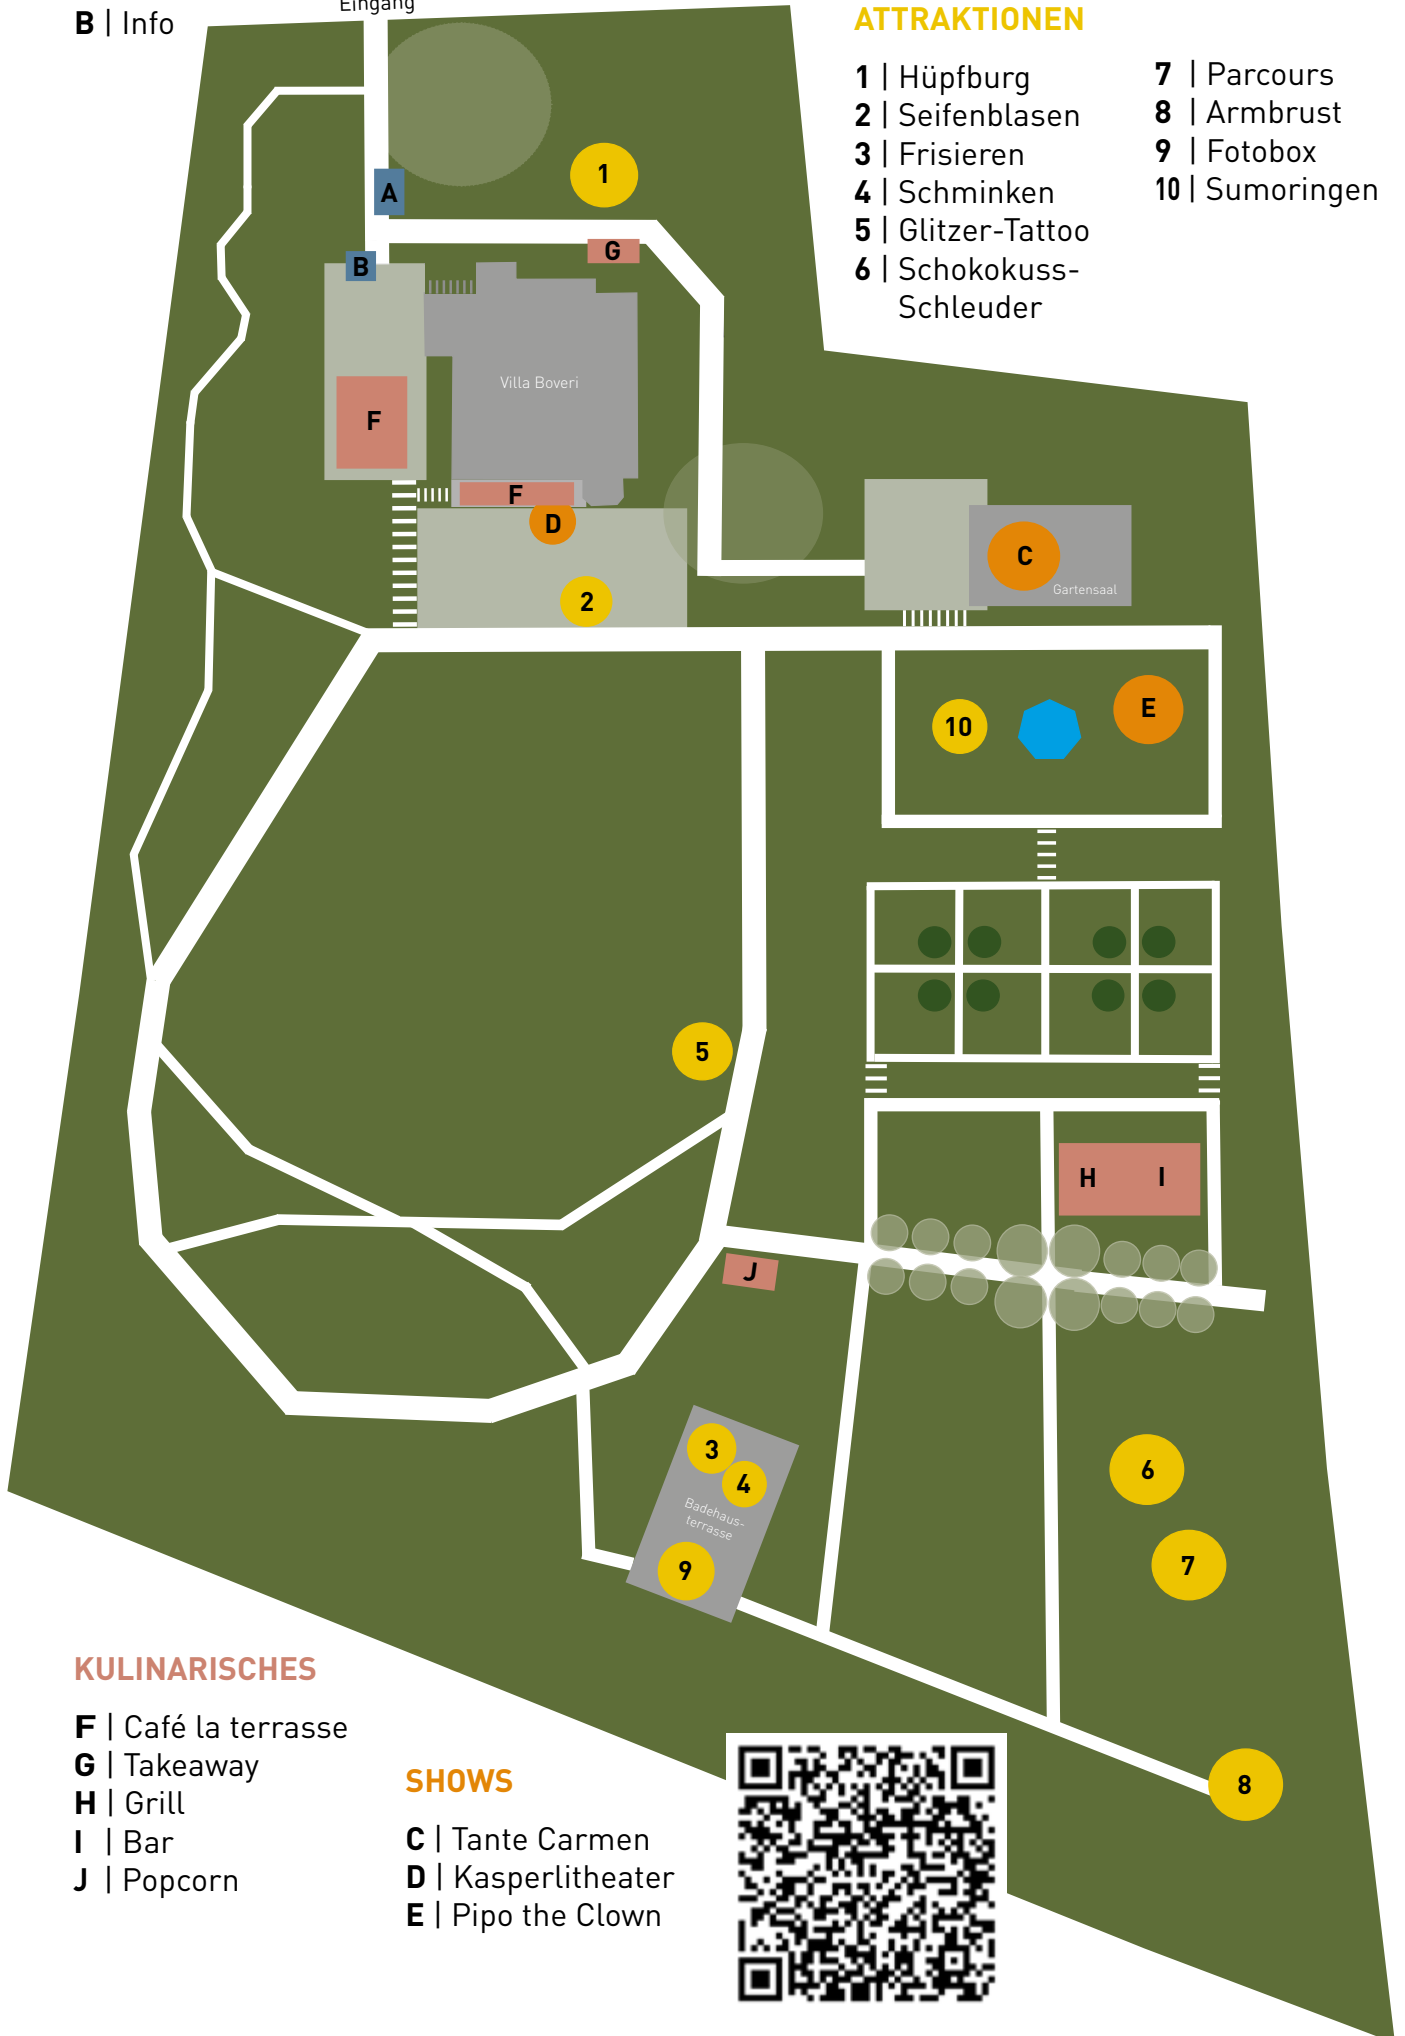 Eingang
B | Info
ATTRAKTIONEN
1 | Hüpfburg
2 | Seifenblasen
3 | Frisieren
4 | Schminken
5 | Glitzer-Tattoo
6 | Schokokuss-
Schleuder
7 | Parcours
8 | Armbrust
9 | Fotobox
10 | Sumoringen
1
A
G
B
Villa Boveri
F
F
D
C
Gartensaal
2
10
E
5
H I
J
3
4
Badehaus-
terrasse
9
6
7
8
KULINARISCHES
F | Café la terrasse
G | Takeaway
H | Grill
I | Bar
J | Popcorn
SHOWS
C | Tante Carmen
D | Kasperlitheater
E | Pipo the Clown